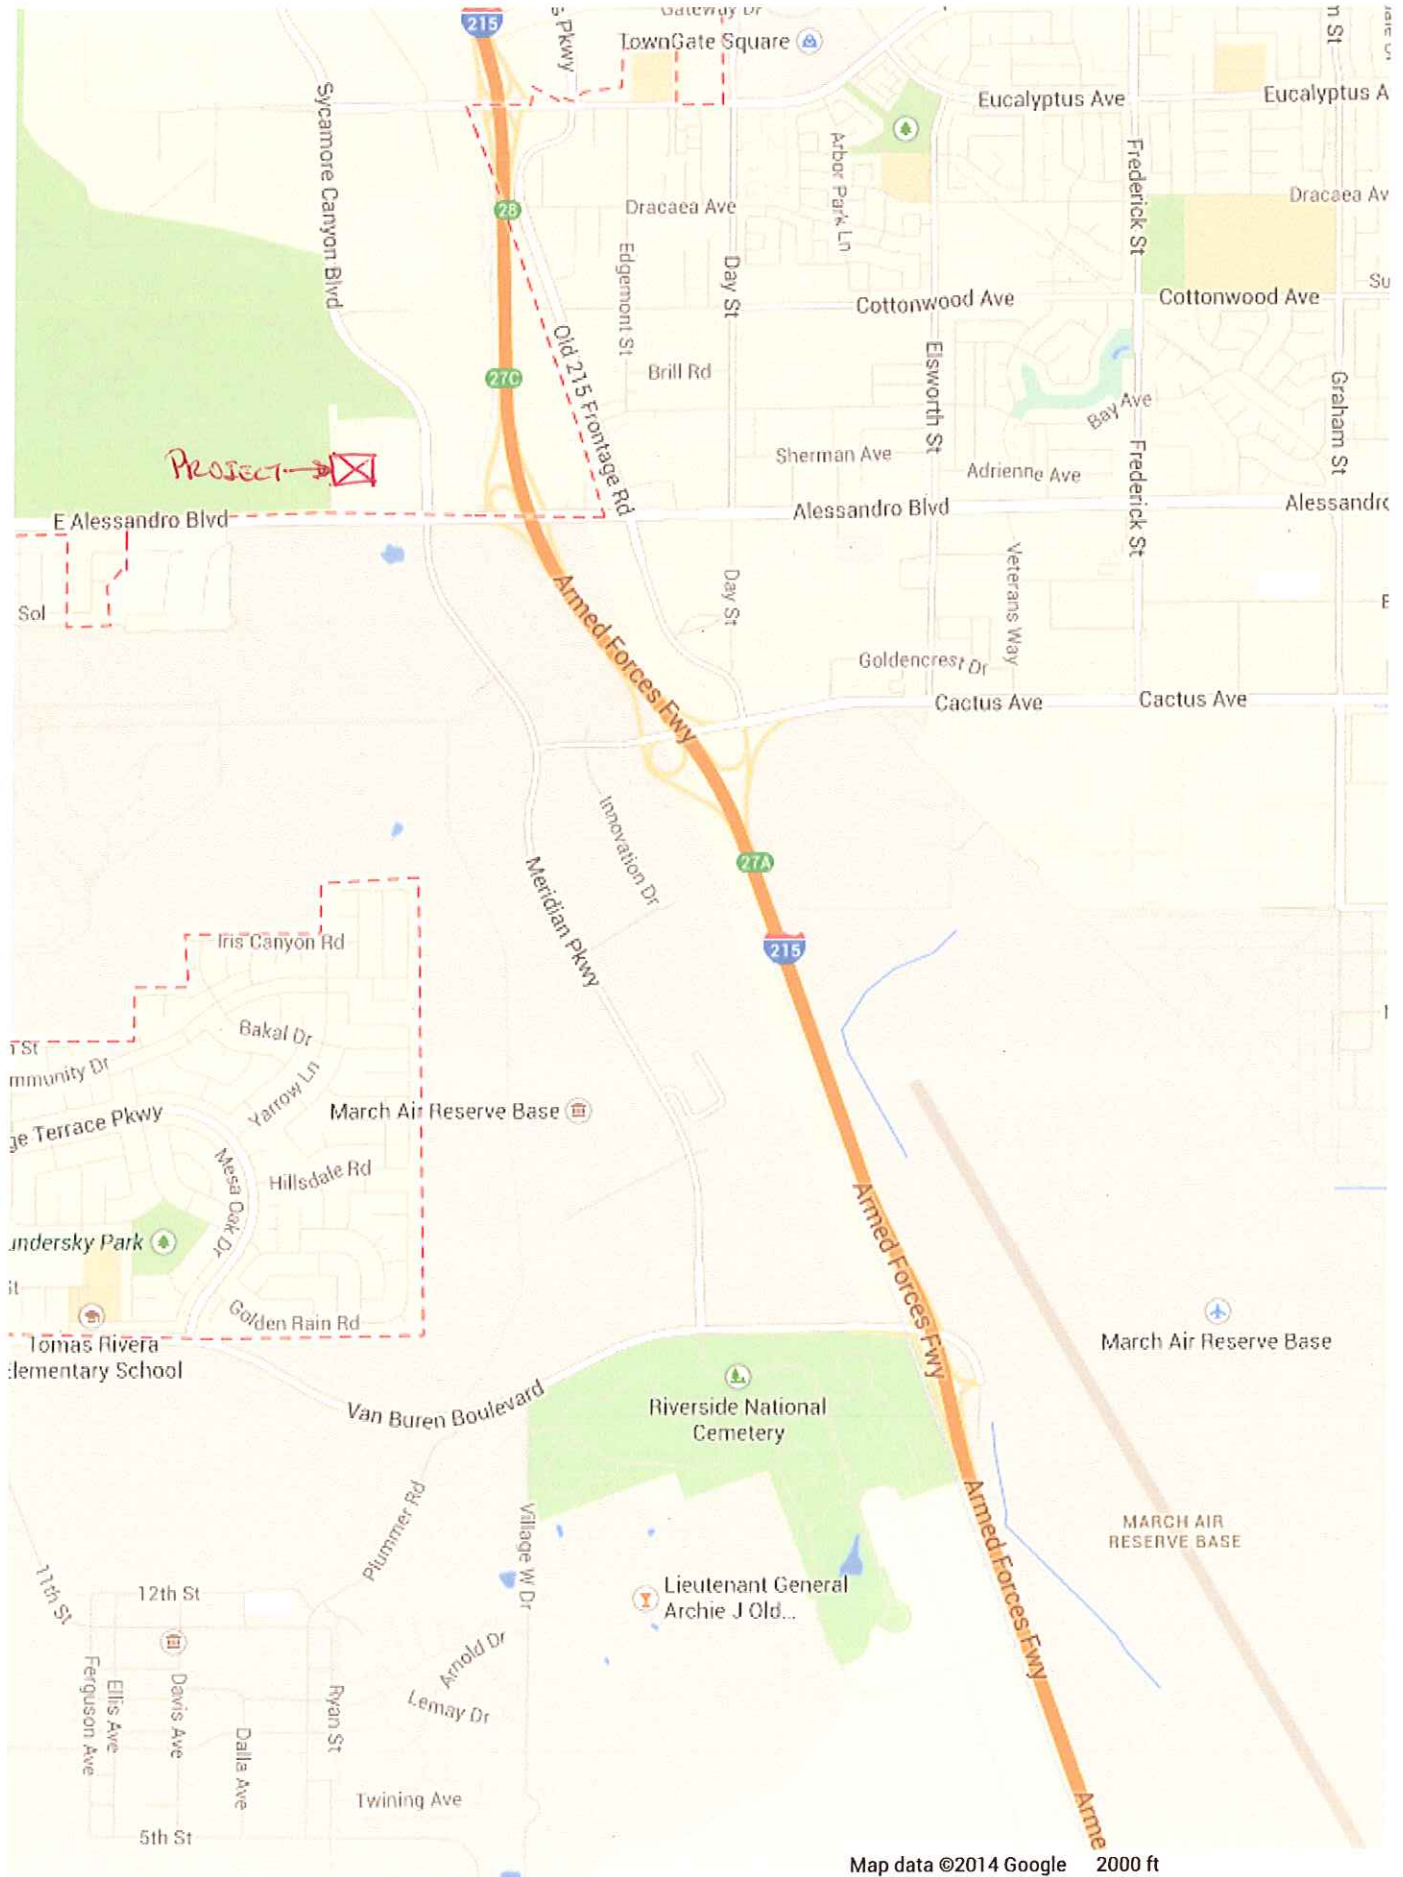 215
s Pkwy
Gateway Dr
TownGate Square
n St
Eucalyptus Ave
Eucalyptus A
Sycamore Canyon Blvd
Arbor Park Ln
Frederick St
28
Dracaea Ave
Dracaea Av
Edgemont St
Day St
Su
Cottonwood Ave
Cottonwood Ave
Old 215 Frontage Rd
Elsworth St
27C
Brill Rd
Bay Ave
Graham St
PROJECT
Sherman Ave
Adrienne Ave
Frederick St
E Alessandro Blvd
Alessandro Blvd
Alessandro
Sol
Armed Forces Fwy
Day St
Veterans Way
E
Goldencrest Dr
Cactus Ave
Cactus Ave
Innovation Dr
27A
Meridian Pkwy
215
Iris Canyon Rd
Bakal Dr
n St
mmunity Dr
Yarrow Ln
March Air Reserve Base
ge Terrace Pkwy
Mesa Oak Dr
Hillsdale Rd
Armed Forces Fwy
undersky Park
St
Golden Rain Rd
Tomas Rivera
Elementary School
March Air Reserve Base
Van Buren Boulevard
Riverside National
Cemetery
Plummer Rd
Village W Dr
Armed Forces Fwy
MARCH AIR
RESERVE BASE
11th St
12th St
Lieutenant General
Archie J Old...
Arnold Dr
Ferguson Ave
Ellis Ave
Davis Ave
Dalla Ave
Ryan St
Lemay Dr
Twining Ave
Arme
5th St
Map data ©2014 Google 2000 ft